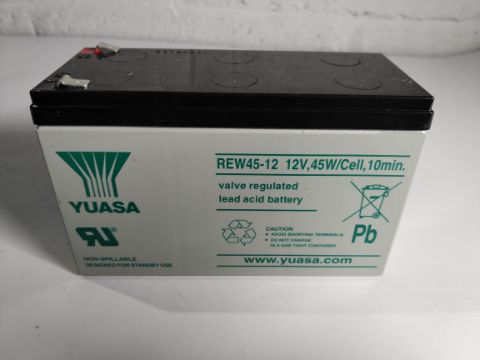 REW45-12 12V,45W/Cell,10min.
valve regulated
lead acid battery
YUASA
CAUTION
• AVOID SHORTING TERMINALS.
• DO NOT CHARGE
IN A GAS TIGHT CONTAINER.
Pb
NON-SPILLABLE
DESIGNED FOR STANDBY USE
www.yuasa.com